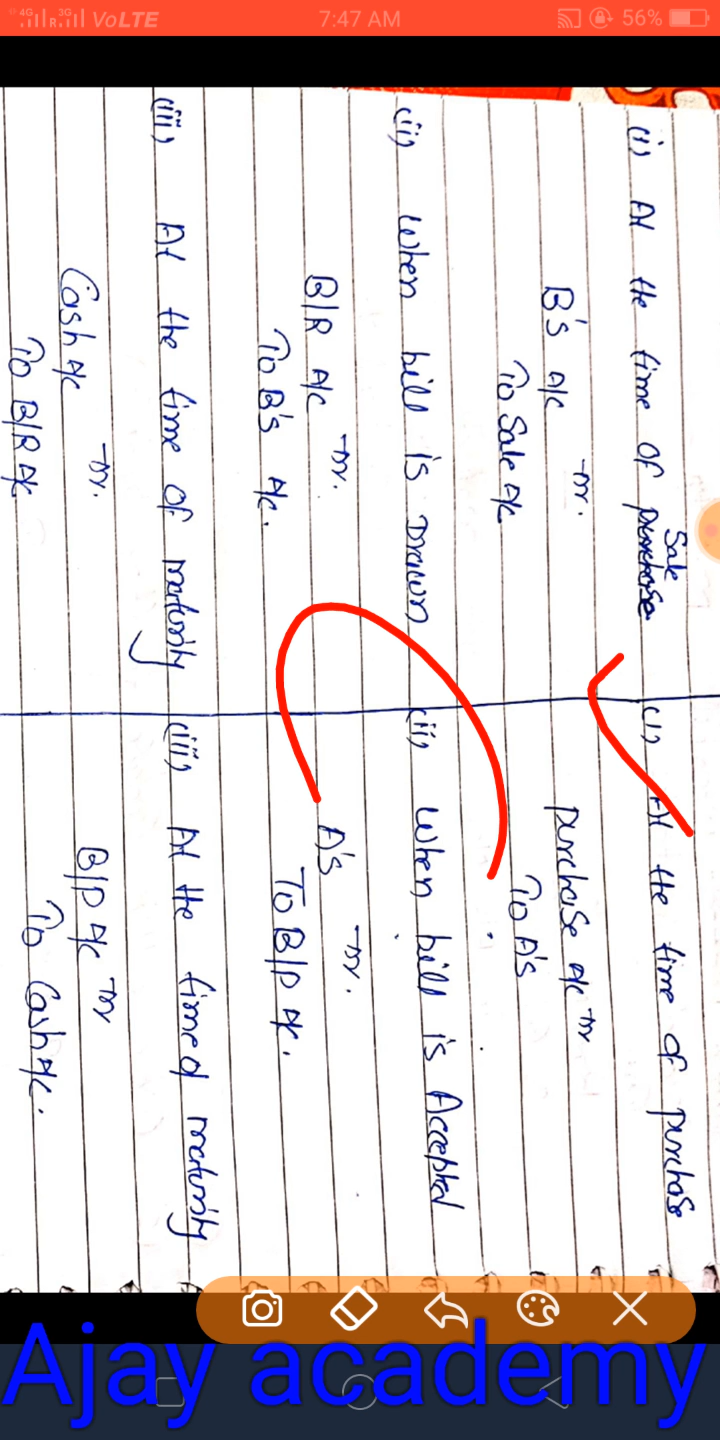 4G R 3G VoLTE 7:47 AM 56%
(i) At the time of purchase Sale
B's A/c Dr.
To Sale A/c
(ii) When bill is Drawn
B/R A/c Dr.
To B's A/c.
(iii) At the time of maturity
Cash A/c Dr.
To B/R A/c
(i) At the time of purchase
purchase A/c Dr
To A's
(ii) When bill is Accepted
A's Dr.
To B/P A/c.
(iii) At the time of maturity
B/P A/c Dr
To Cash A/c.
Ajay academy